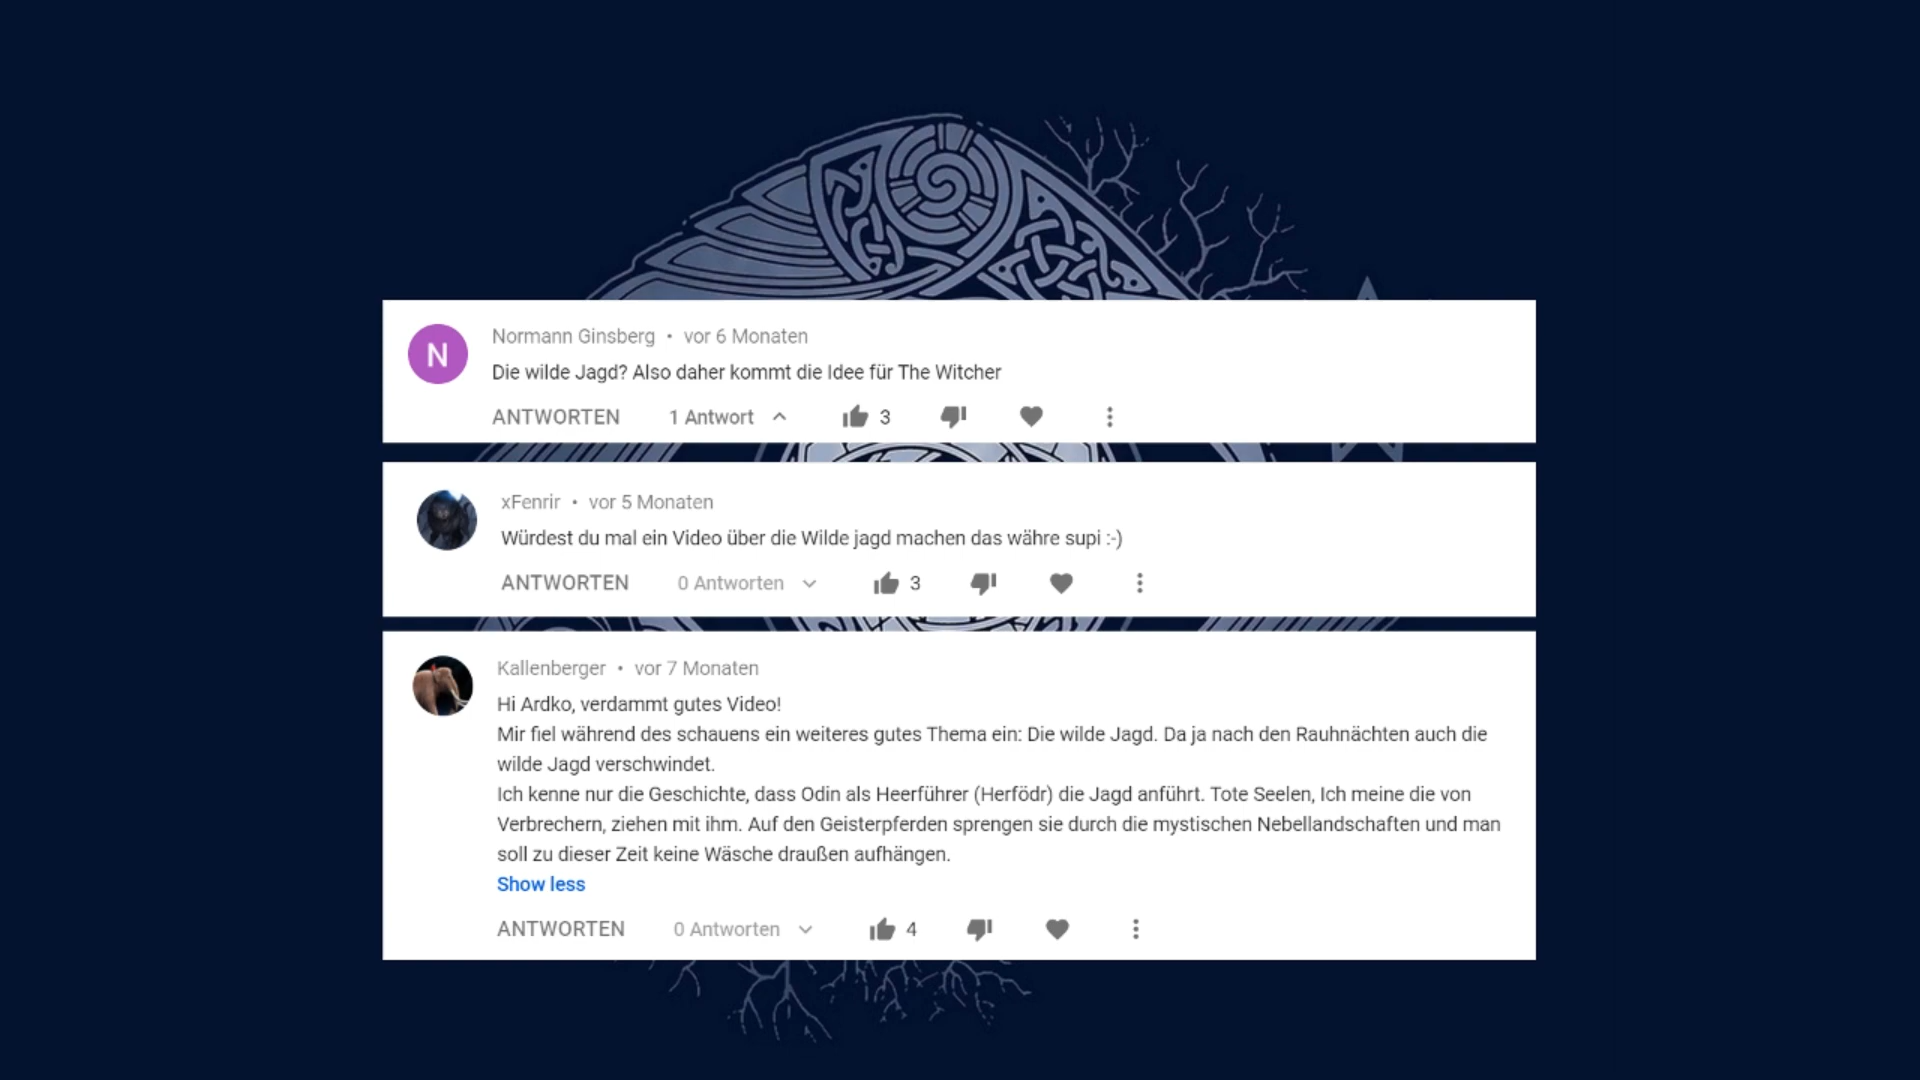 N
Normann Ginsberg • vor 6 Monaten
Die wilde Jagd? Also daher kommt die Idee für The Witcher
ANTWORTEN 1 Antwort 3
xFenrir • vor 5 Monaten
Würdest du mal ein Video über die Wilde jagd machen das währe supi :-)
ANTWORTEN 0 Antworten 3
Kallenberger • vor 7 Monaten
Hi Ardko, verdammt gutes Video!
Mir fiel während des schauens ein weiteres gutes Thema ein: Die wilde Jagd. Da ja nach den Rauhnächten auch die
wilde Jagd verschwindet.
Ich kenne nur die Geschichte, dass Odin als Heerführer (Herfödr) die Jagd anführt. Tote Seelen, Ich meine die von
Verbrechern, ziehen mit ihm. Auf den Geisterpferden sprengen sie durch die mystischen Nebellandschaften und man
soll zu dieser Zeit keine Wäsche draußen aufhängen.
Show less
ANTWORTEN 0 Antworten 4